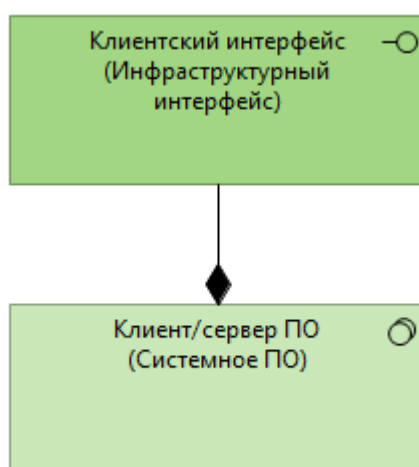 Клиентский интерфейс
(Инфраструктурный
интерфейс)
Клиент/сервер ПО
(Системное ПО)